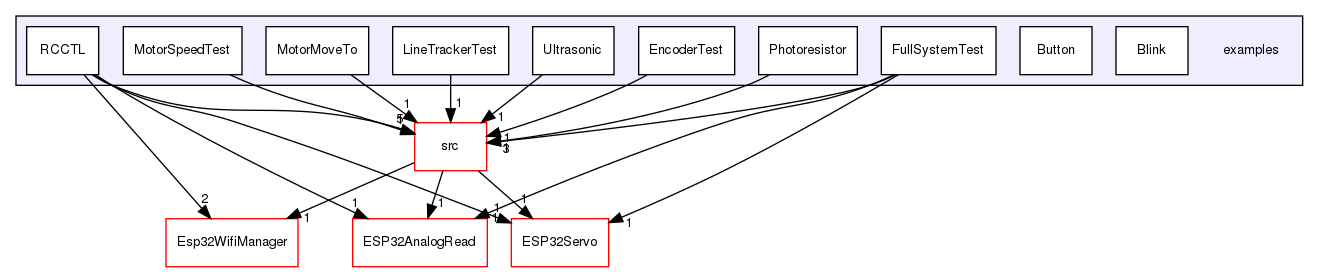 RCCTL
MotorSpeedTest
MotorMoveTo
LineTrackerTest
Ultrasonic
EncoderTest
Photoresistor
FullSystemTest
Button
Blink
examples
1
1
1
1
3
src
2
1
1
1
1
1
1
Esp32WifiManager
ESP32AnalogRead
ESP32Servo